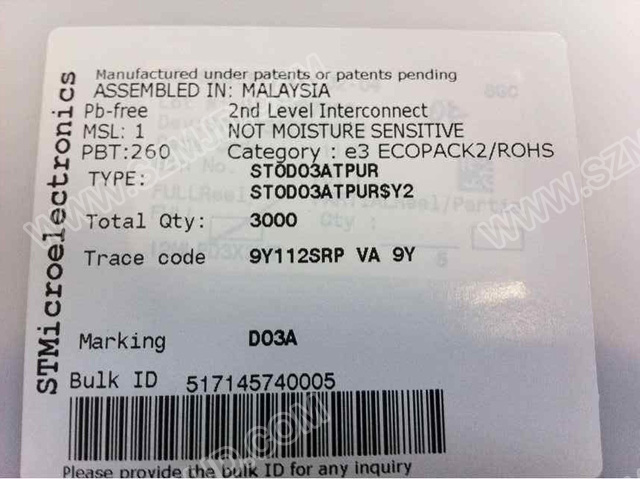 STMicroelectronics
Manufactured under patents or patents pending
ASSEMBLED IN: MALAYSIA
Pb-free 2nd Level Interconnect
MSL: 1 NOT MOISTURE SENSITIVE
PBT:260 Category : e3 ECOPACK2/ROHS
TYPE: STOD03ATPUR
STOD03ATPUR$Y2
Total Qty: 3000
Trace code 9Y112SRP VA 9Y
Marking D03A
Bulk ID 517145740005
Please provide the bulk ID for any inquiry